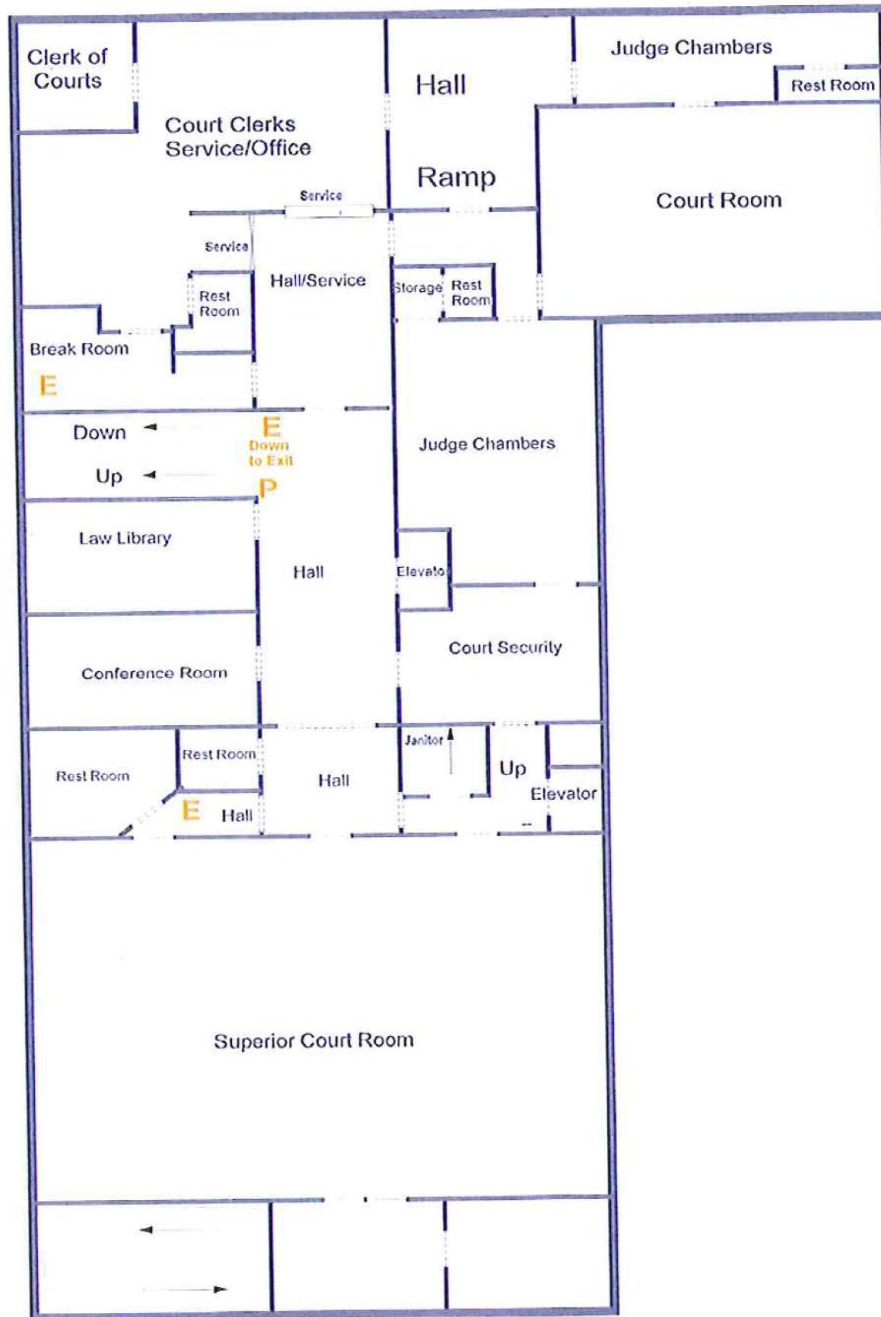 Clerk of
Courts
Judge Chambers
Hall
Rest Room
Court Clerks
Service/Office
Ramp
Court Room
Service
Service
Hall/Service
Storage
Rest
Room
Rest
Room
Break Room
E
Down
E
Down
to Exit
Up
P
Judge Chambers
Law Library
Hall
Elevator
Court Security
Conference Room
Janitor
Rest Room
Rest Room
Hall
Up
Elevator
E
Hall
Superior Court Room